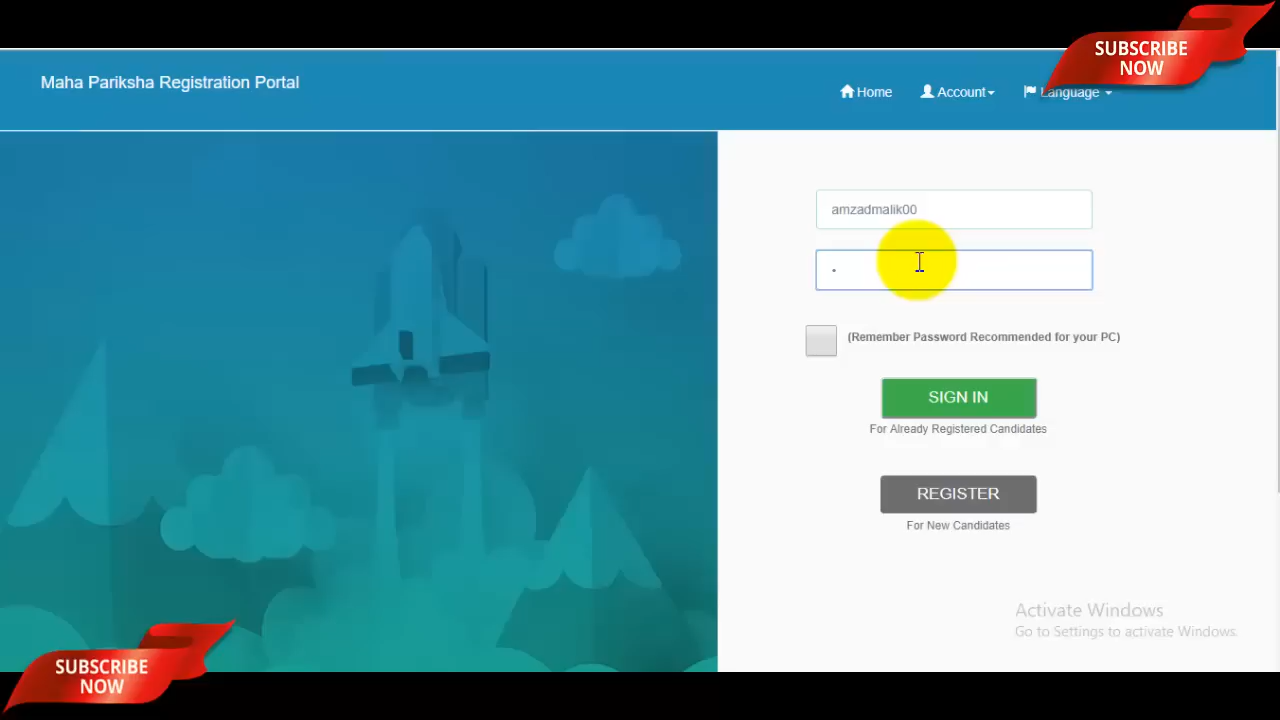 SUBSCRIBE
NOW
Maha Pariksha Registration Portal
Home
Account
Language
amzadmalik00
(Remember Password Recommended for your PC)
SIGN IN
For Already Registered Candidates
REGISTER
For New Candidates
Activate Windows
Go to Settings to activate Windows.
SUBSCRIBE
NOW